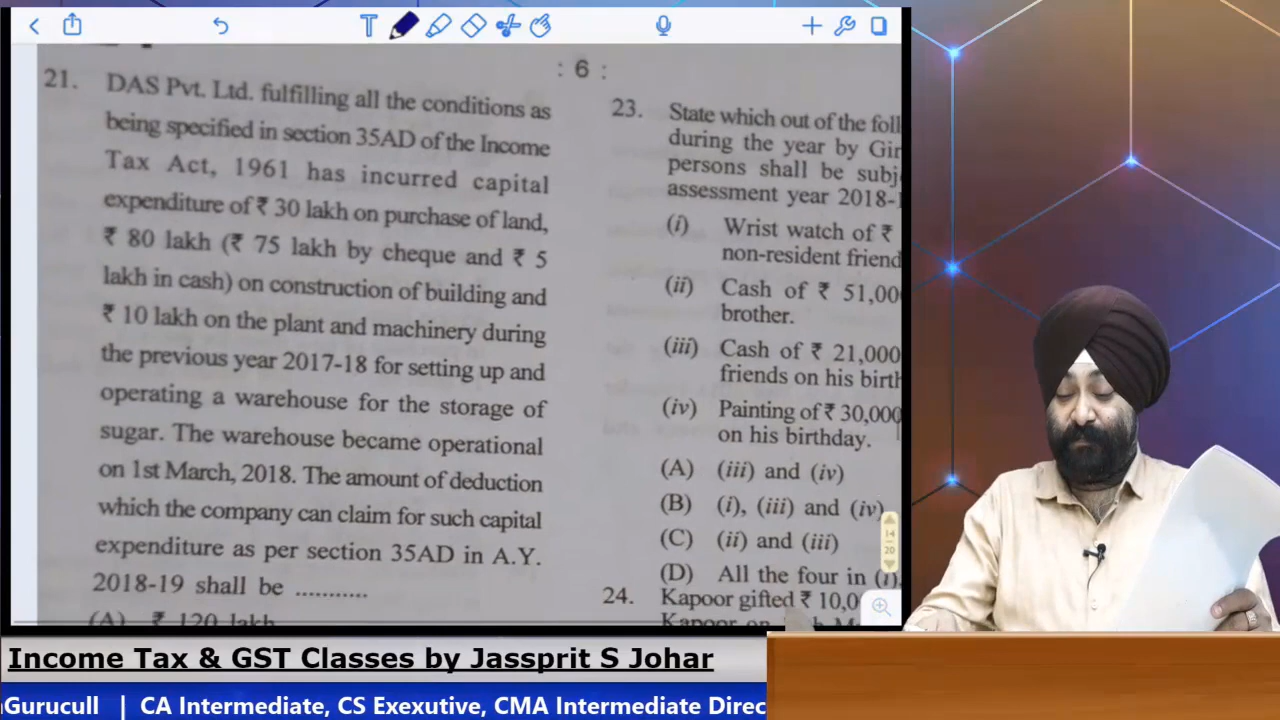 : 6 :
21. DAS Pvt. Ltd. fulfilling all the conditions as
being specified in section 35AD of the Income
Tax Act, 1961 has incurred capital
expenditure of ₹ 30 lakh on purchase of land,
₹ 80 lakh (₹ 75 lakh by cheque and ₹ 5
lakh in cash) on construction of building and
₹ 10 lakh on the plant and machinery during
the previous year 2017-18 for setting up and
operating a warehouse for the storage of
sugar. The warehouse became operational
on 1st March, 2018. The amount of deduction
which the company can claim for such capital
expenditure as per section 35AD in A.Y.
2018-19 shall be ...........
(A) ₹ 120 lakh
23. State which out of the foll
during the year by Gir
persons shall be subj
assessment year 2018-1
(i) Wrist watch of ₹
non-resident friend
(ii) Cash of ₹ 51,00
brother.
(iii) Cash of ₹ 21,000
friends on his birth
(iv) Painting of ₹ 30,000
on his birthday.
(A) (iii) and (iv)
(B) (i), (iii) and (iv)
(C) (ii) and (iii)
(D) All the four in (i)
24. Kapoor gifted ₹ 10,0
Kapoor on
14
20
Income Tax & GST Classes by Jassprit S Johar
Gurucull | CA Intermediate, CS Exexutive, CMA Intermediate Direc